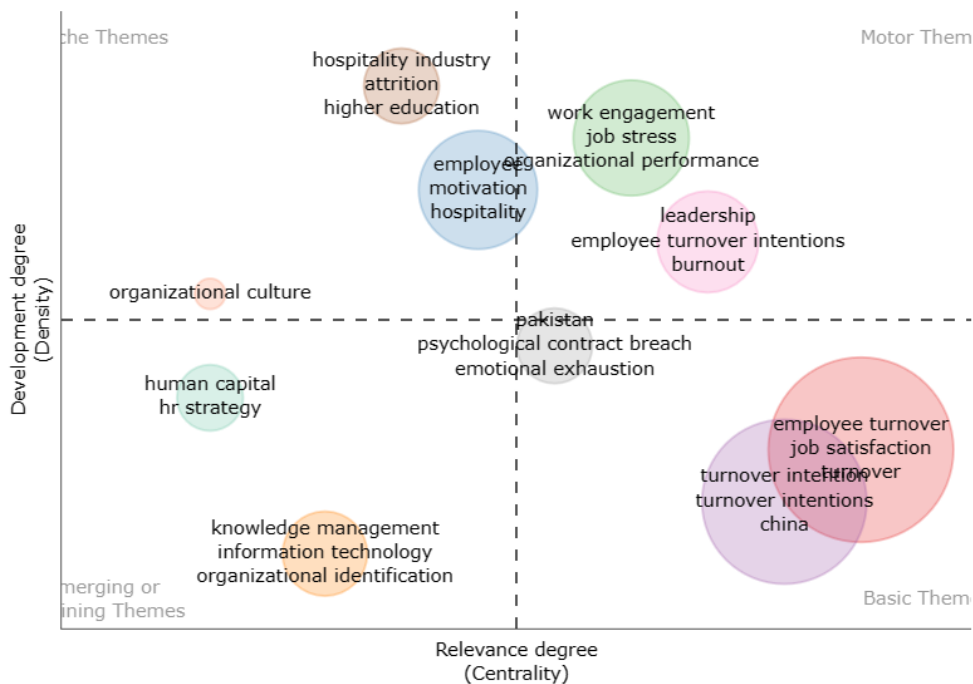 che Themes
Motor Them
hospitality industry
attrition
higher education
work engagement
job stress
organizational performance
employee
motivation
hospitality
leadership
employee turnover intentions
burnout
organizational culture
pakistan
psychological contract breach
emotional exhaustion
human capital
hr strategy
employee turnover
job satisfaction
turnover
turnover intention
turnover intentions
china
knowledge management
information technology
organizational identification
merging or
ining Themes
Basic Them
Development degree
(Density)
Relevance degree
(Centrality)